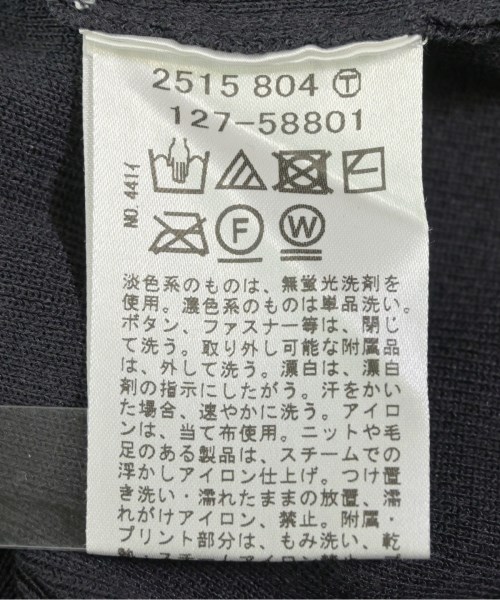 2515 804 Ⓣ
127-58801
NO.441イ
F W
淡色系のものは、無蛍光洗剤を
使用。濃色系のものは単品洗い。
ボタン、ファスナー等は、閉じ
て洗う。取り外し可能な附属品
は、外して洗う。漂白は、漂白
剤の指示にしたがう。汗をかい
た場合、速やかに洗う。アイロ
ンは、当て布使用。ニットや毛
足のある製品は、スチームでの
浮かしアイロン仕上げ。つけ置
き洗い・濡れたままの放置、濡
れがけアイロン、禁止。附属・
プリント部分は、もみ洗い、乾